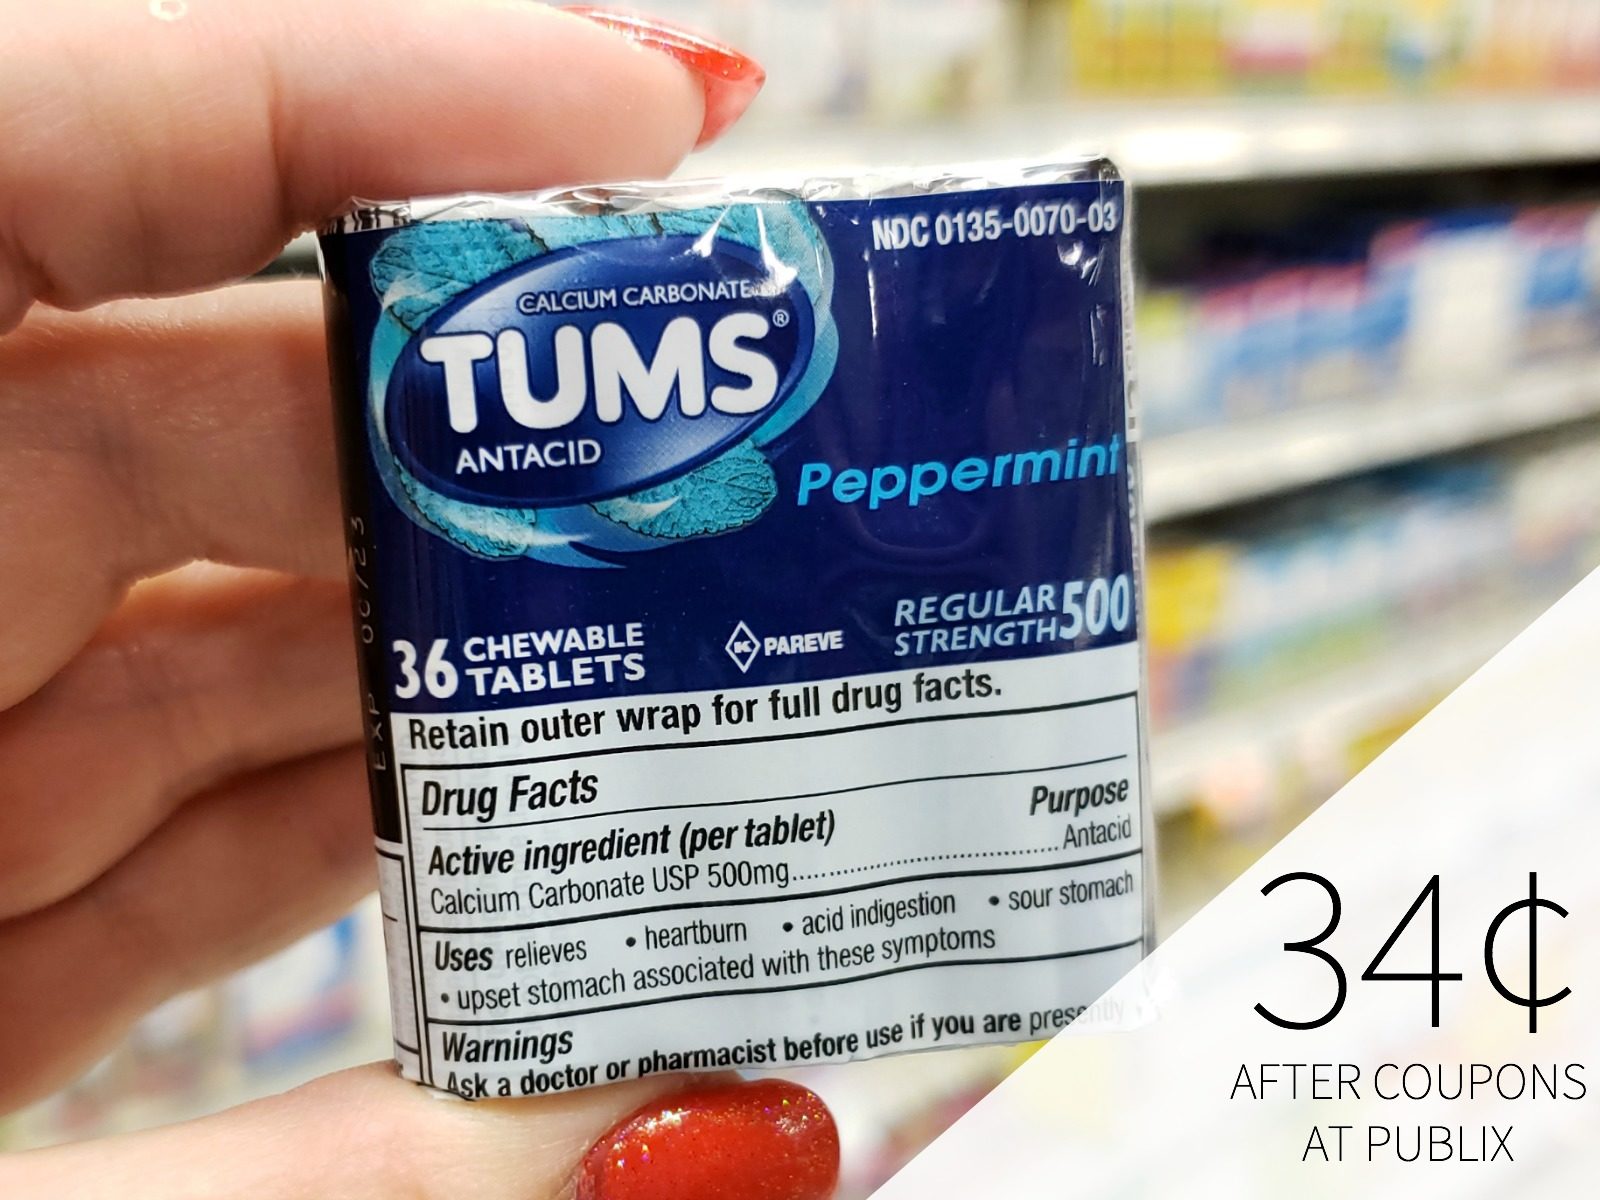 NDC 0135-0070-03
CALCIUM CARBONATE
TUMS®
ANTACID
Peppermint
36 CHEWABLE TABLETS
K PAREVE
REGULAR STRENGTH 500
Retain outer wrap for full drug facts.
Drug Facts
Active ingredient (per tablet) Purpose
Calcium Carbonate USP 500mg..........................Antacid
Uses relieves • heartburn • acid indigestion • sour stomach
• upset stomach associated with these symptoms
Warnings
Ask a doctor or pharmacist before use if you are presently
EXP
34¢
AFTER COUPONS
AT PUBLIX